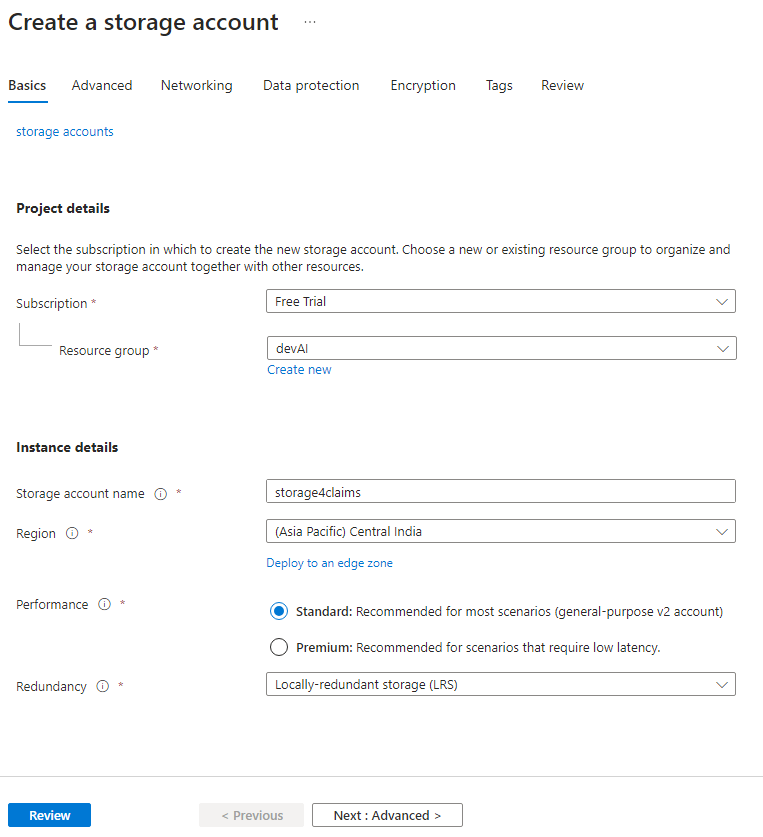 Create a storage account ...
Basics Advanced Networking Data protection Encryption Tags Review
storage accounts
Project details
Select the subscription in which to create the new storage account. Choose a new or existing resource group to organize and
manage your storage account together with other resources.
Subscription * Free Trial
Resource group * devAI
Create new
Instance details
Storage account name * storage4claims
Region * (Asia Pacific) Central India
Deploy to an edge zone
Performance * Standard: Recommended for most scenarios (general-purpose v2 account)
Premium: Recommended for scenarios that require low latency.
Redundancy * Locally-redundant storage (LRS)
Review < Previous Next : Advanced >